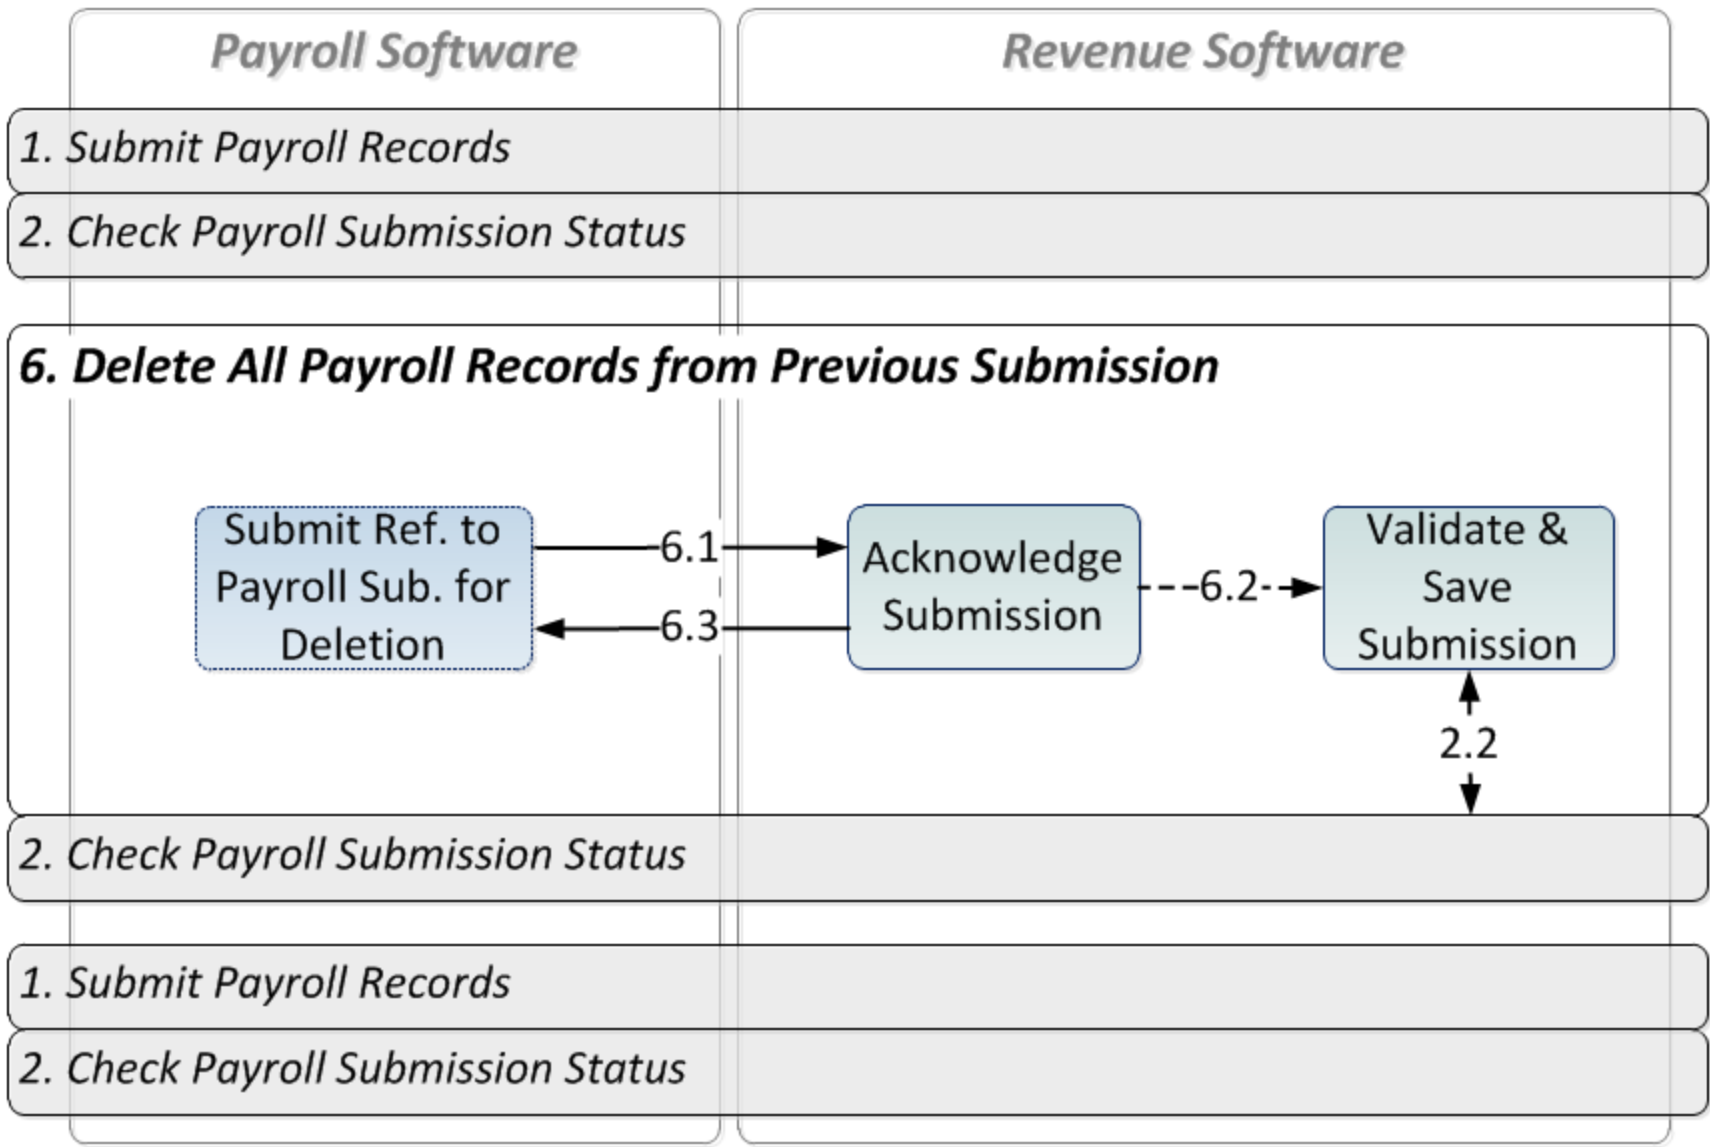 Payroll Software
Revenue Software
1. Submit Payroll Records
2. Check Payroll Submission Status
6. Delete All Payroll Records from Previous Submission
Submit Ref. to
Payroll Sub. for
Deletion
6.1
6.3
Acknowledge
Submission
6.2
Validate &
Save
Submission
2.2
2. Check Payroll Submission Status
1. Submit Payroll Records
2. Check Payroll Submission Status